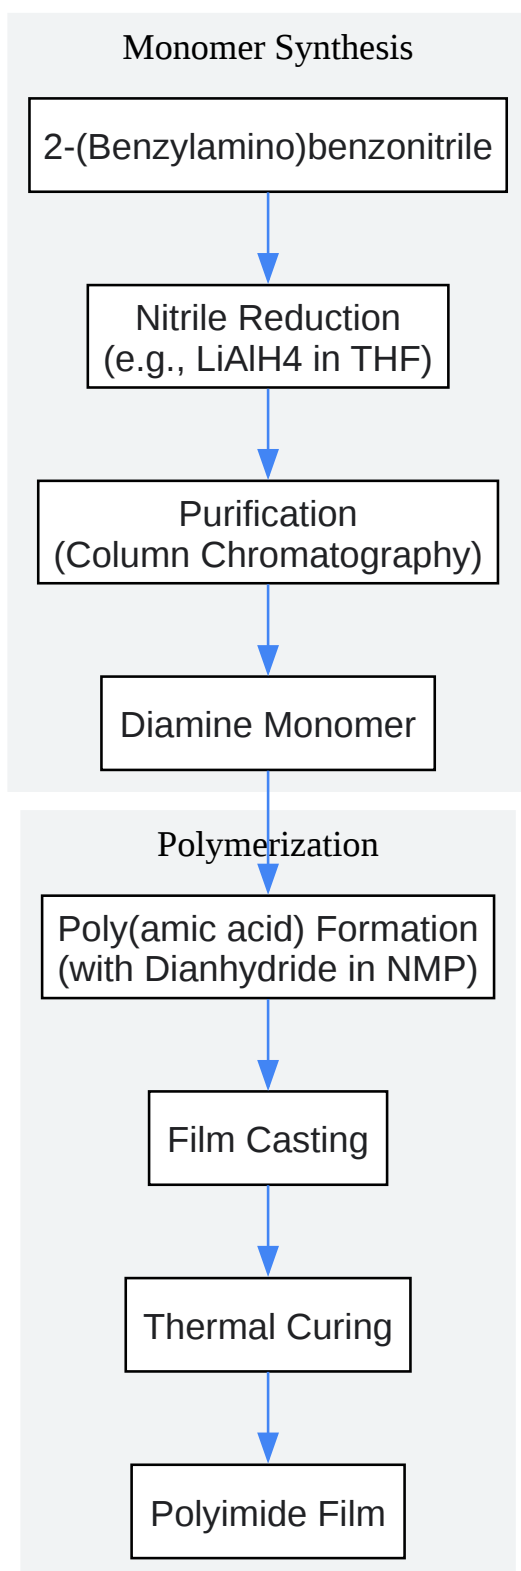 Monomer Synthesis
2-(Benzylamino)benzonitrile
Nitrile Reduction
(e.g., LiAlH4 in THF)
Purification
(Column Chromatography)
Diamine Monomer
Polymerization
Poly(amic acid) Formation
(with Dianhydride in NMP)
Film Casting
Thermal Curing
Polyimide Film